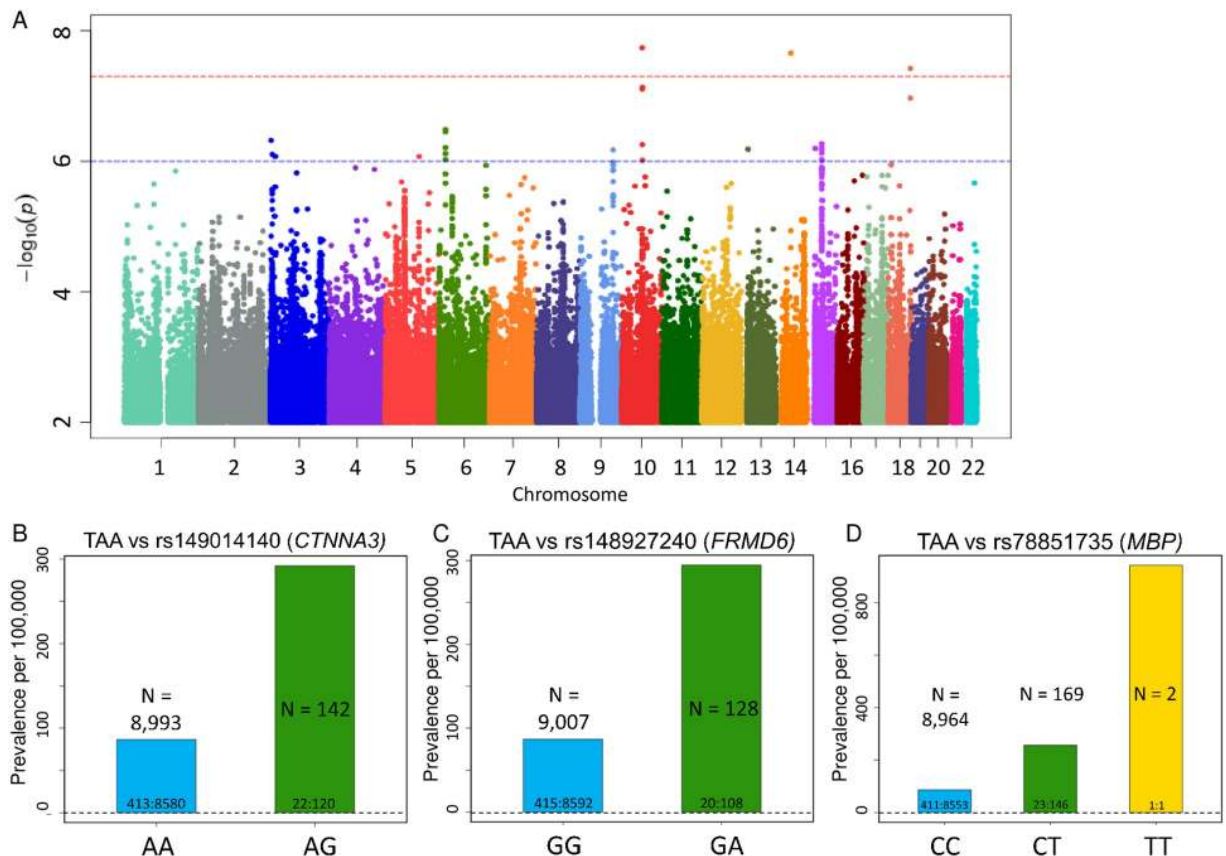 A
8
6
4
2
−log₁₀(p)
1 2 3 4 5 6 7 8 9 10 11 12 13 14 16 18 20 22
Chromosome
B
TAA vs rs149014140 (CTNNA3)
Prevalence per 100,000
300
200
100
0
N =
8,993
N = 142
413:8580
22:120
AA
AG
C
TAA vs rs148927240 (FRMD6)
Prevalence per 100,000
300
200
100
0
N =
9,007
N = 128
415:8592
20:108
GG
GA
D
TAA vs rs78851735 (MBP)
Prevalence per 100,000
800
400
0
N =
8,964
N = 169
N = 2
411:8553
23:146
1:1
CC
CT
TT